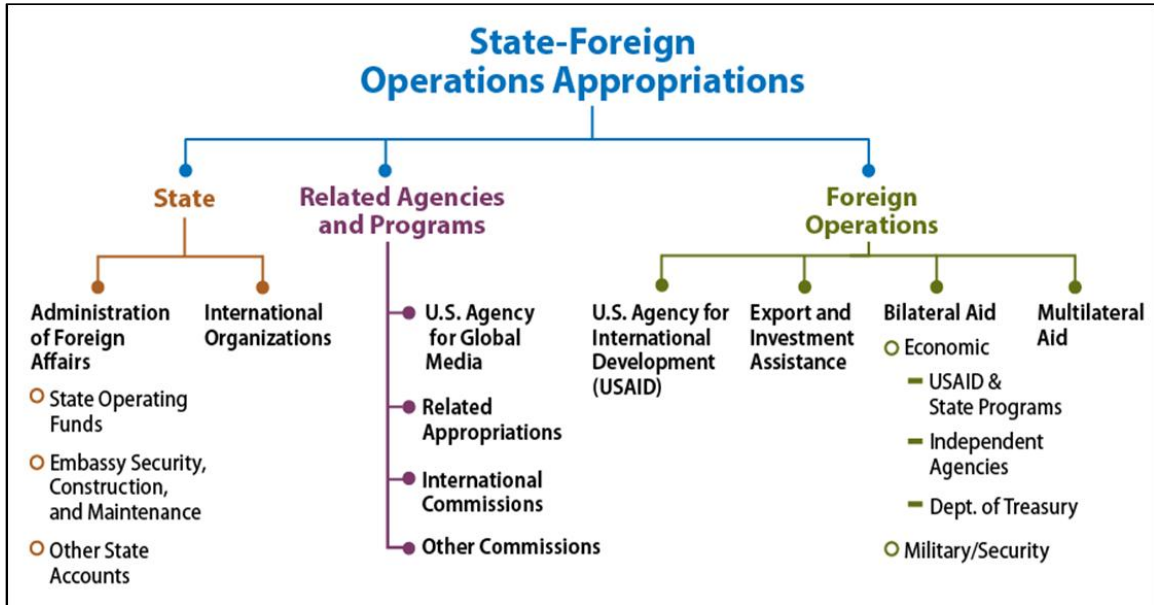 State-Foreign
Operations Appropriations
State
Related Agencies
and Programs
Foreign
Operations
Administration
of Foreign
Affairs
State Operating
Funds
Embassy Security,
Construction,
and Maintenance
Other State
Accounts
International
Organizations
U.S. Agency
for Global
Media
Related
Appropriations
International
Commissions
Other Commissions
U.S. Agency for
International
Development
(USAID)
Export and
Investment
Assistance
Bilateral Aid
Economic
USAID &
State Programs
Independent
Agencies
Dept. of Treasury
Military/Security
Multilateral
Aid